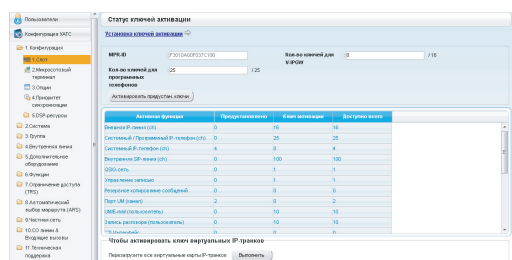 Пользователи
Конфигурация УАТС
1. Конфигурация
1.Слот
2.Микросотовый терминал
3.Опции
4.Приоритет синхронизации
5.DSP-ресурсы
2.Система
3.Группа
4.Внутренняя линия
5.Дополнительное оборудование
6.Функции
7.Ограничение доступа (TRS)
8.Автоматический выбор маршрута (ARS)
9.Частная сеть
10.СО линии & Входящие вызовы
11.Техническая поддержка
Статус ключей активации
Установка ключей активации
MPR-ID
Кол-во ключей для V-IPGW
0
/16
Кол-во ключей для программных телефонов
25
/25
Активировать предустан.ключи
Активная функция Предустановлено Ключ активации Доступно всего
Внешняя IP-линия (ch) 0 16 16
Системный / Программный IP-телефон (ch) 0 25 25
Системный IP-телефон (ch) 4 0 4
Внутренняя SIP-линия (ch) 0 100 100
QSIG-сеть 0 1 1
Управление записью 0 1 1
Резервное копирование сообщений 0 0 0
Порт UM (канал) 2 0 2
UM/E-mail (пользователь) 0 10 10
Запись разговора (пользователь) 0 10 10
Чтобы активировать ключ виртуальных IP-транков
Перезагрузите все виртуальные карты IP-транков
Выполнить